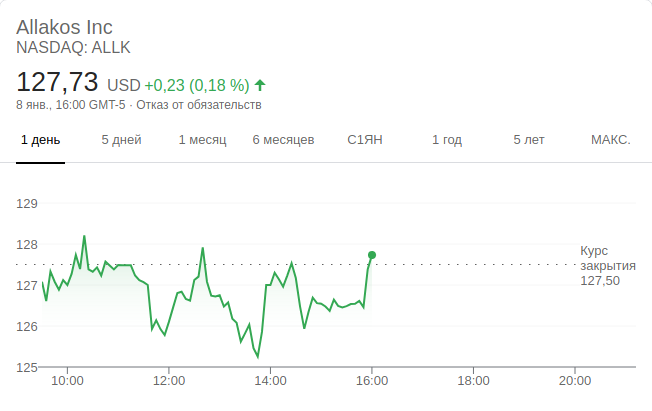 Allakos Inc
NASDAQ: ALLK
127,73 USD +0,23 (0,18 %)
8 янв., 16:00 GMT-5 · Отказ от обязательств
1 день 5 дней 1 месяц 6 месяцев С1ЯН 1 год 5 лет МАКС.
129
128
Курс
закрытия
127,50
127
126
125
10:00 12:00 14:00 16:00 18:00 20:00